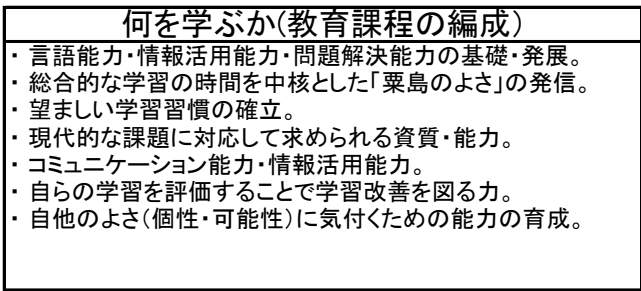 何を学ぶか(教育課程の編成)
・ 言語能力・情報活用能力・問題解決能力の基礎・発展。
・ 総合的な学習の時間を中核とした「粟島のよさ」の発信。
・ 望ましい学習習慣の確立。
・ 現代的な課題に対応して求められる資質・能力。
・ コミュニケーション能力・情報活用能力。
・ 自らの学習を評価することで学習改善を図る力。
・ 自他のよさ(個性・可能性)に気付くための能力の育成。